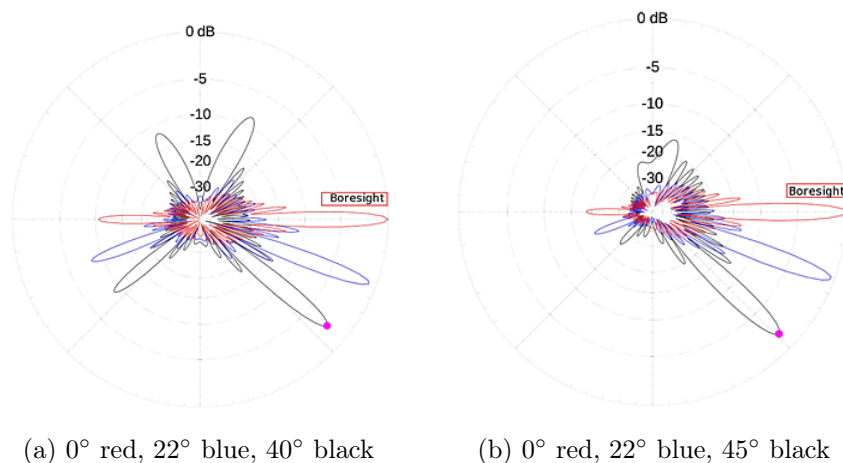 0 dB
-5
-10
-15
-20
-30
Boresight
0 dB
-5
-10
-15
-20
-30
Boresight
(a) 0° red, 22° blue, 40° black
(b) 0° red, 22° blue, 45° black